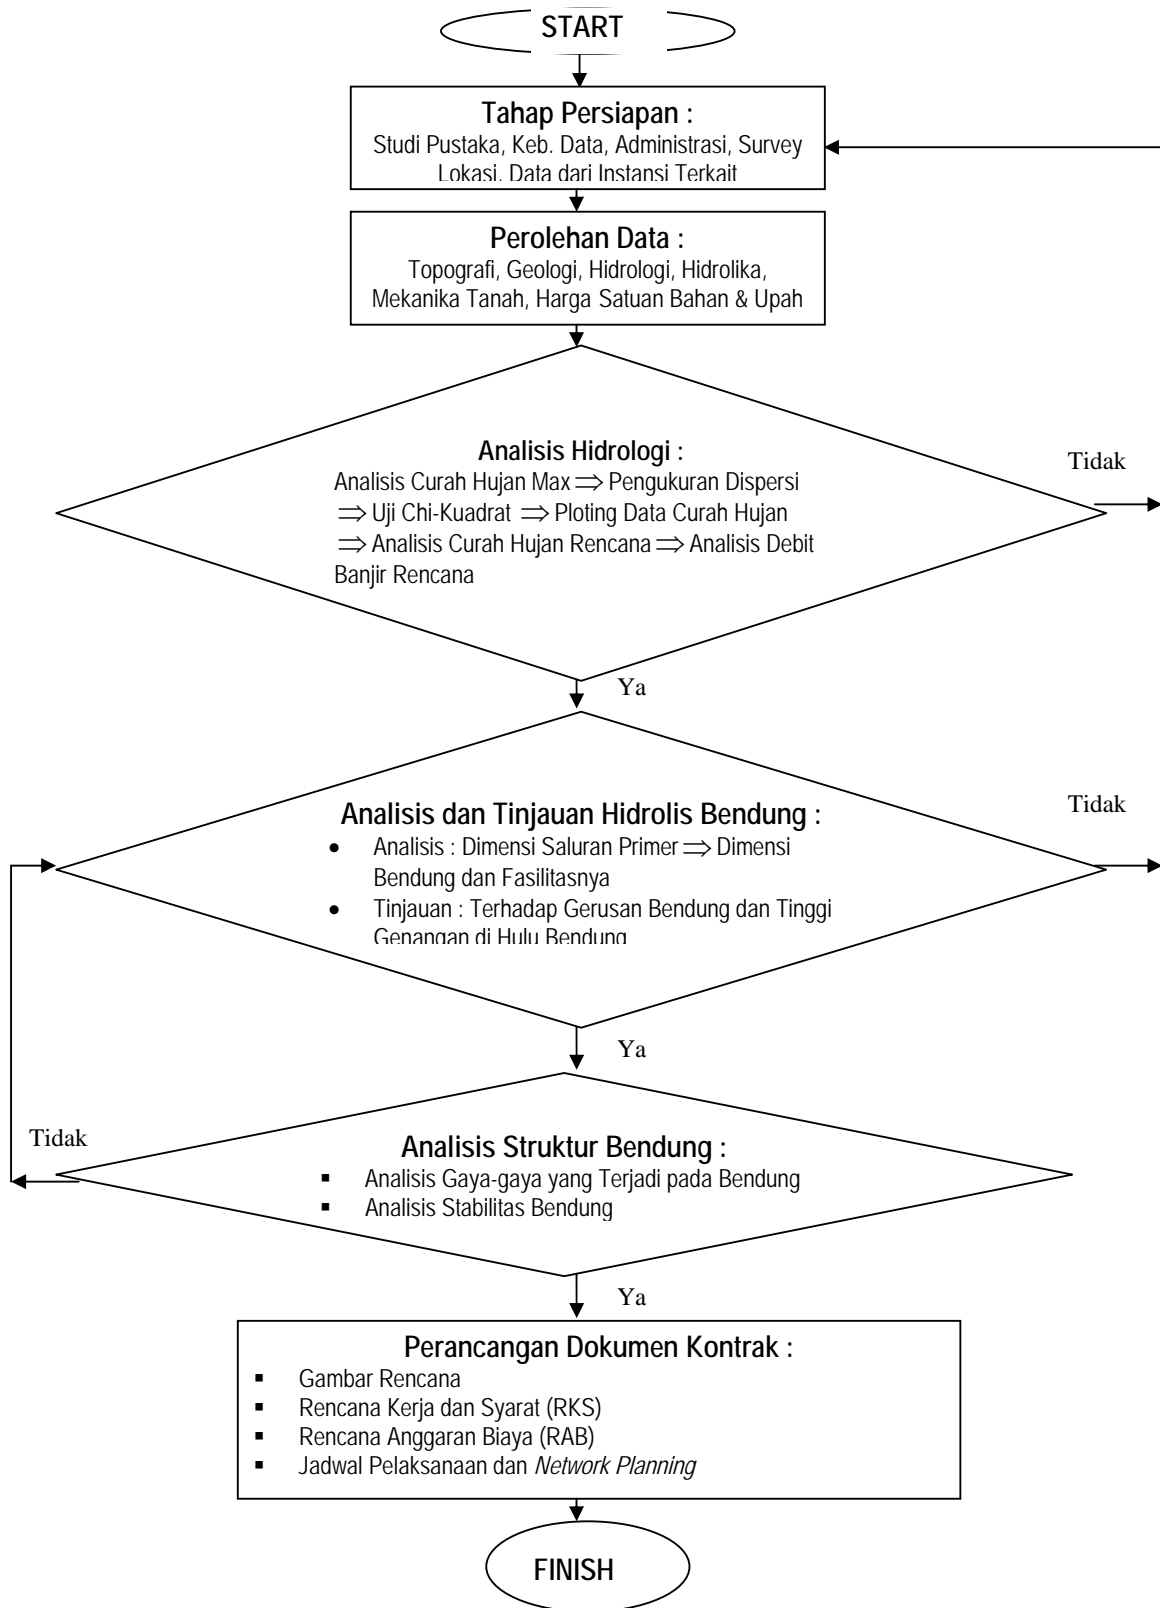 START
Tahap Persiapan :
Studi Pustaka, Keb. Data, Administrasi, Survey
Lokasi, Data dari Instansi Terkait
Perolehan Data :
Topografi, Geologi, Hidrologi, Hidrolika,
Mekanika Tanah, Harga Satuan Bahan & Upah
Analisis Hidrologi :
Analisis Curah Hujan Max ⇒ Pengukuran Dispersi
⇒ Uji Chi-Kuadrat ⇒ Ploting Data Curah Hujan
⇒ Analisis Curah Hujan Rencana ⇒ Analisis Debit
Banjir Rencana
Tidak
Ya
Analisis dan Tinjauan Hidrolis Bendung :
• Analisis : Dimensi Saluran Primer ⇒ Dimensi
Bendung dan Fasilitasnya
• Tinjauan : Terhadap Gerusan Bendung dan Tinggi
Genangan di Hulu Bendung
Tidak
Ya
Tidak
Analisis Struktur Bendung :
▪ Analisis Gaya-gaya yang Terjadi pada Bendung
▪ Analisis Stabilitas Bendung
Ya
Perancangan Dokumen Kontrak :
▪ Gambar Rencana
▪ Rencana Kerja dan Syarat (RKS)
▪ Rencana Anggaran Biaya (RAB)
▪ Jadwal Pelaksanaan dan Network Planning
FINISH